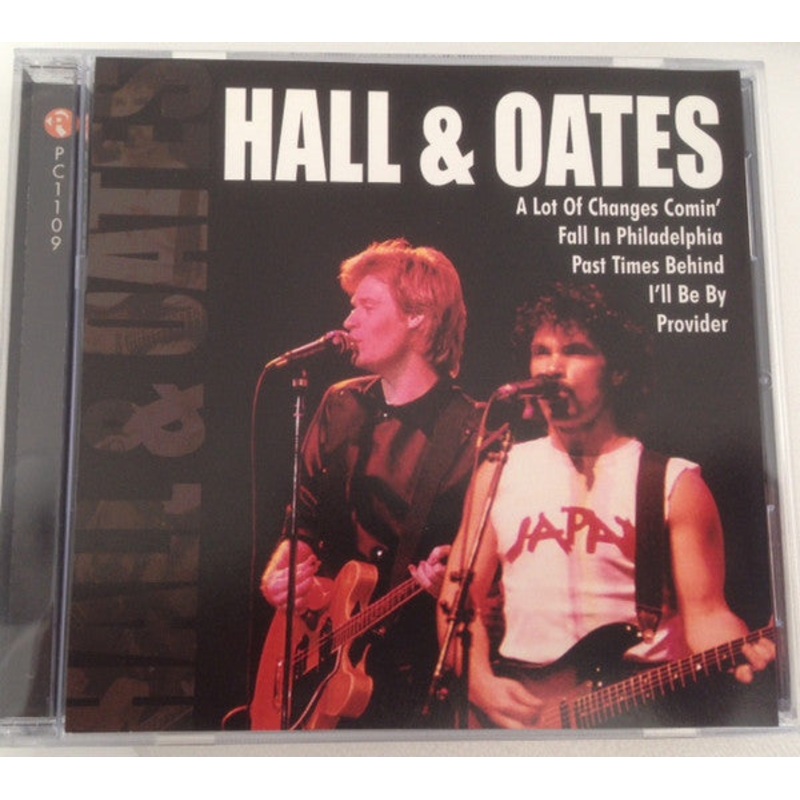 HALL & OATES
A Lot Of Changes Comin'
Fall In Philadelphia
Past Times Behind
I'll Be By
Provider
JAPAN
HALL & OATES
R
PC1109